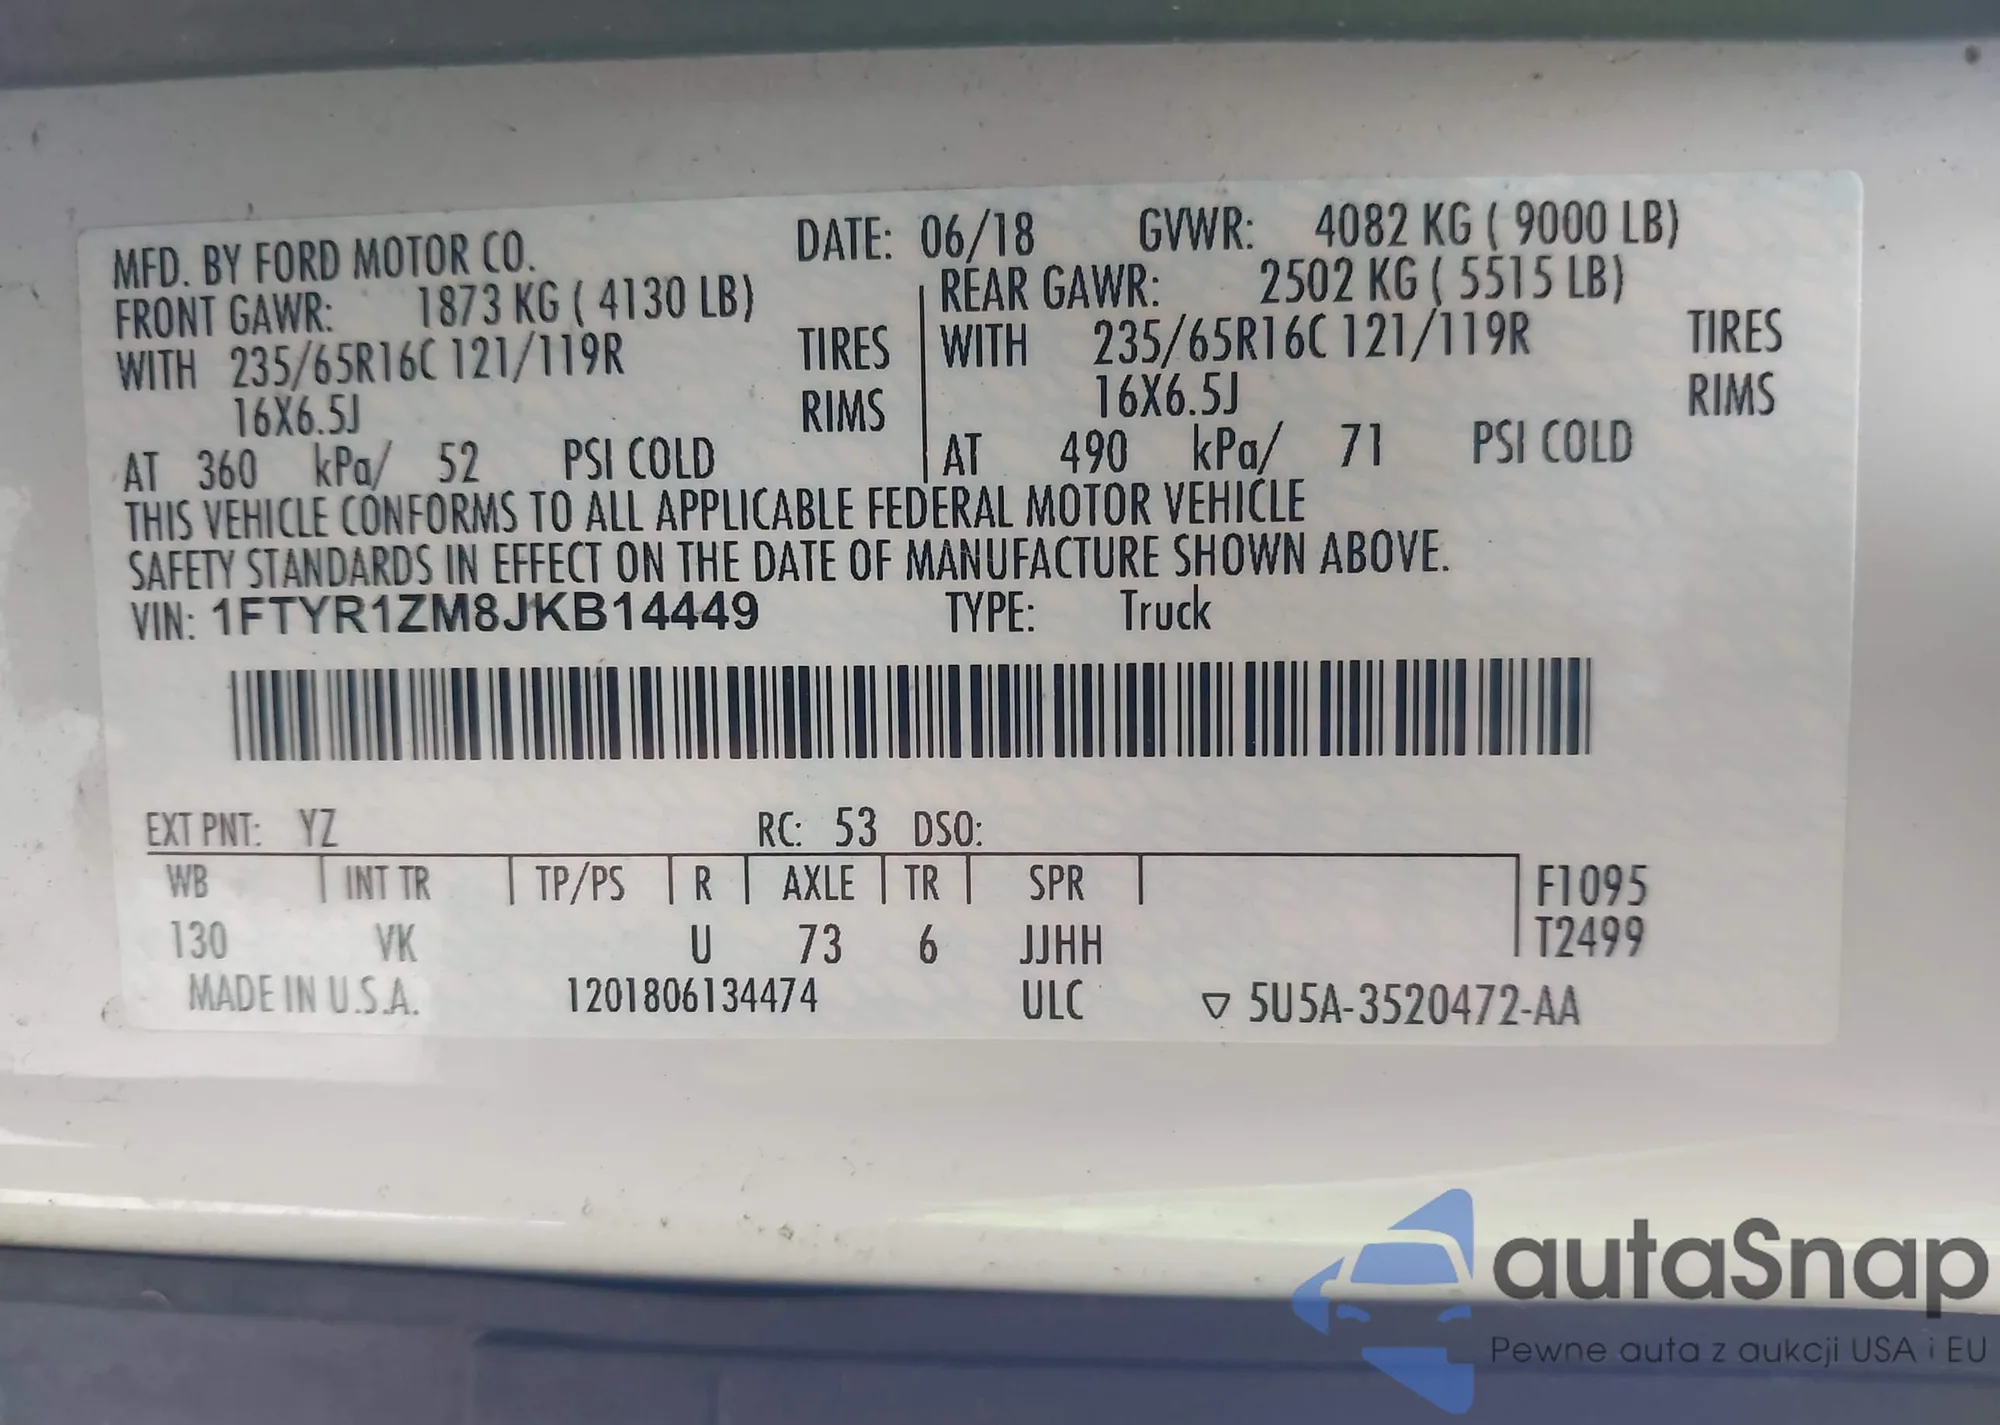 MFD. BY FORD MOTOR CO. DATE: 06/18 GVWR: 4082 KG ( 9000 LB)
FRONT GAWR: 1873 KG ( 4130 LB) REAR GAWR: 2502 KG ( 5515 LB)
WITH 235/65R16C 121/119R TIRES WITH 235/65R16C 121/119R TIRES
16X6.5J RIMS 16X6.5J RIMS
AT 360 kPa/ 52 PSI COLD AT 490 kPa/ 71 PSI COLD
THIS VEHICLE CONFORMS TO ALL APPLICABLE FEDERAL MOTOR VEHICLE
SAFETY STANDARDS IN EFFECT ON THE DATE OF MANUFACTURE SHOWN ABOVE.
VIN: 1FTYR1ZM8JKB14449 TYPE: Truck
EXT PNT: YZ RC: 53 DSO:
WB INT TR TP/PS R AXLE TR SPR F1095
130 VK U 73 6 JJHH T2499
MADE IN U.S.A. 1201806134474 ULC ▽ 5U5A-3520472-AA
autaSnap
Pewne auta z aukcji USA i EU